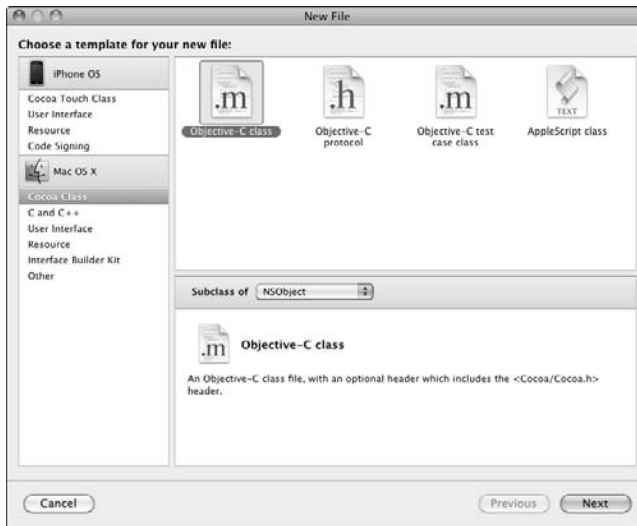 New File
Choose a template for your new file:
iPhone OS
Cocoa Touch Class
User Interface
Resource
Code Signing
Mac OS X
Cocoa Class
C and C++
User Interface
Resource
Interface Builder Kit
Other
.m
Objective-C class
.h
Objective-C
protocol
.m
Objective-C test
case class
TEXT
AppleScript class
Subclass of NSObject
.m
Objective-C class
An Objective-C class file, with an optional header which includes the <Cocoa/Cocoa.h>
header.
Cancel
Previous
Next